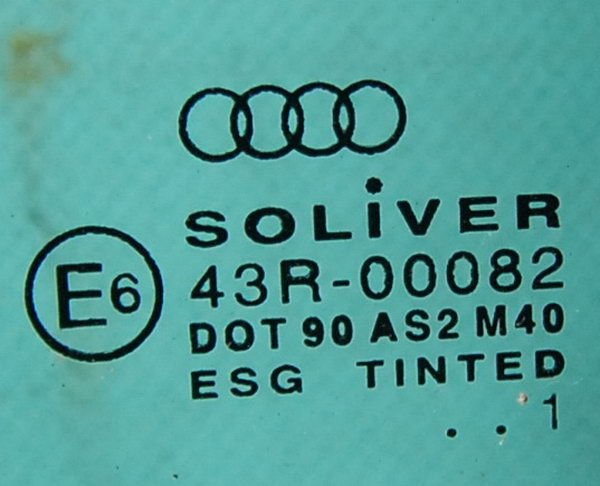 SOLiVER
E6
43R-00082
DOT 90 AS2 M40
ESG TINTED
. . 1